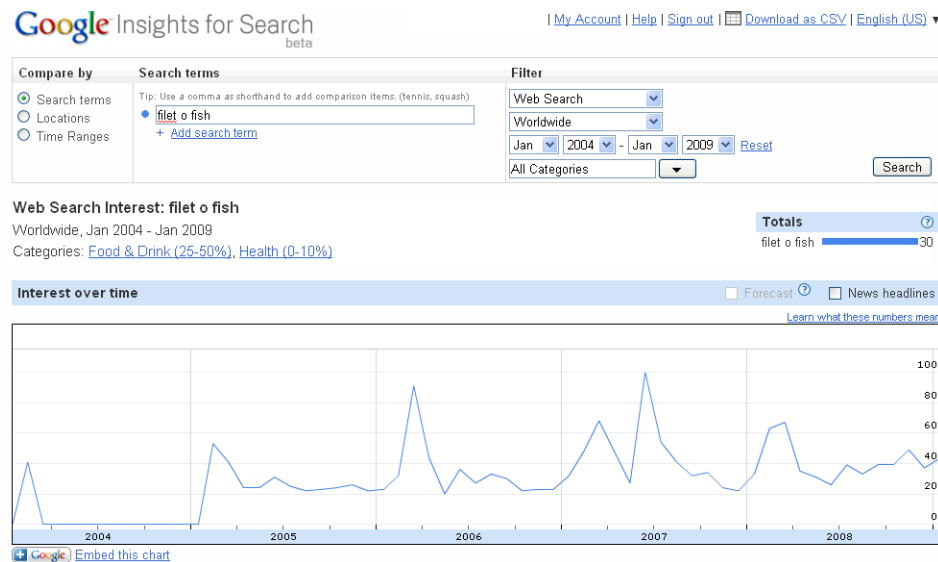 Google Insights for Search
beta
| My Account | Help | Sign out | Download as CSV | English (US) ▼
Compare by
Search terms
Locations
Time Ranges
Search terms
Tip: Use a comma as shorthand to add comparison items. (tennis, squash)
filet o fish
+ Add search term
Filter
Web Search
Worldwide
Jan 2004 - Jan 2009 Reset
All Categories
Search
Web Search Interest: filet o fish
Worldwide, Jan 2004 - Jan 2009
Categories: Food & Drink (25-50%), Health (0-10%)
Totals ?
filet o fish 30
Interest over time
Forecast ? News headlines
Learn what these numbers mean
100
80
60
40
20
0
2004 2005 2006 2007 2008
+ Google Embed this chart